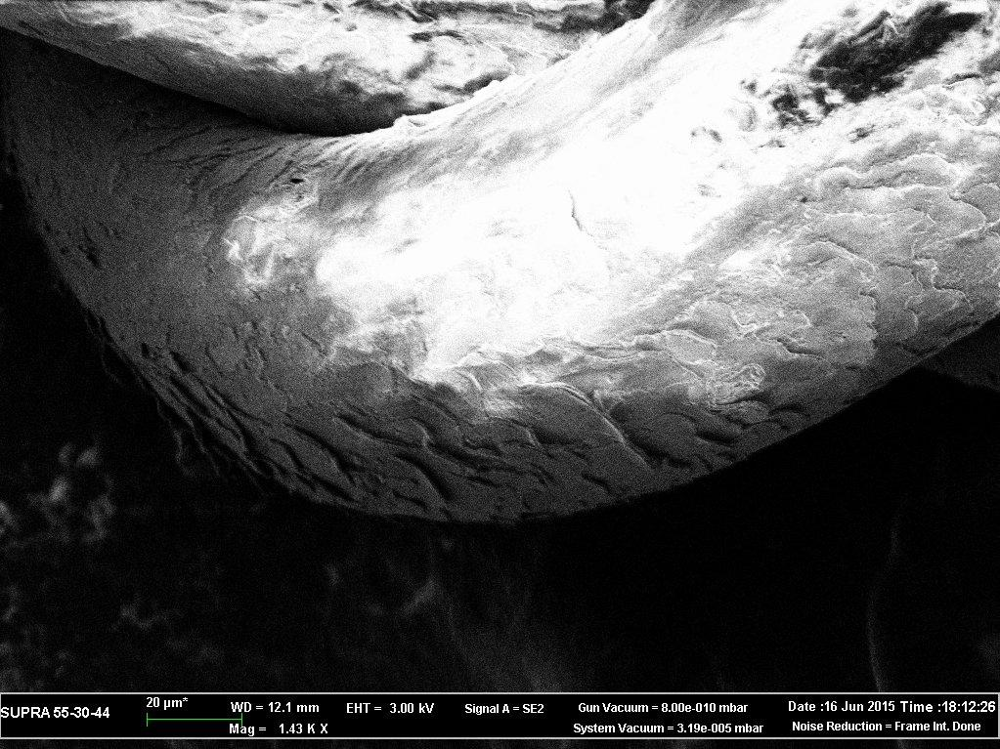 SUPRA 55-30-44
20 µm*
WD = 12.1 mm
Mag = 1.43 K X
EHT = 3.00 kV
Signal A = SE2
Gun Vacuum = 8.00e-010 mbar
System Vacuum = 3.19e-005 mbar
Date :16 Jun 2015 Time :18:12:26
Noise Reduction = Frame Int. Done